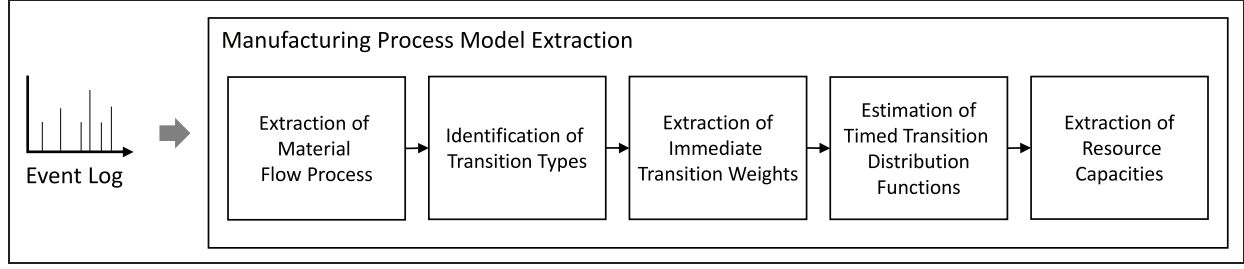 Manufacturing Process Model Extraction
Event Log
Extraction of
Material
Flow Process
Identification of
Transition Types
Extraction of
Immediate
Transition Weights
Estimation of
Timed Transition
Distribution
Functions
Extraction of
Resource
Capacities